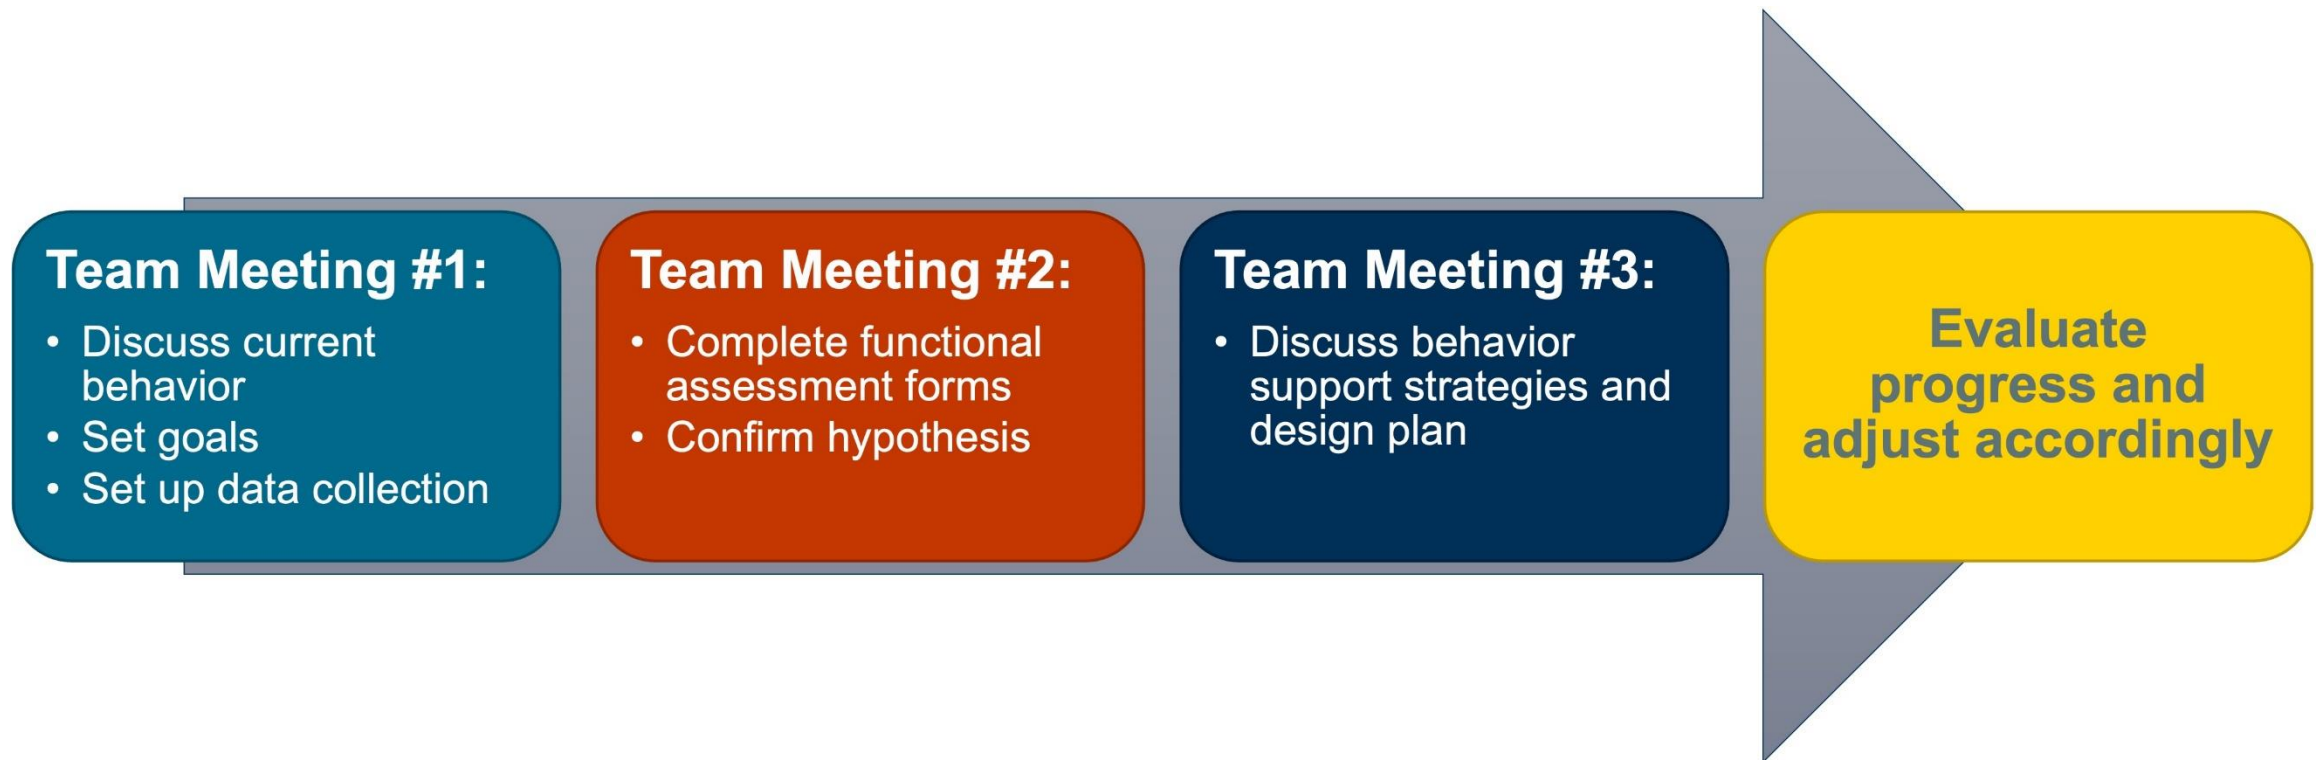 Team Meeting #1:
• Discuss current
behavior
• Set goals
• Set up data collection
Team Meeting #2:
• Complete functional
assessment forms
• Confirm hypothesis
Team Meeting #3:
• Discuss behavior
support strategies and
design plan
Evaluate
progress and
adjust accordingly